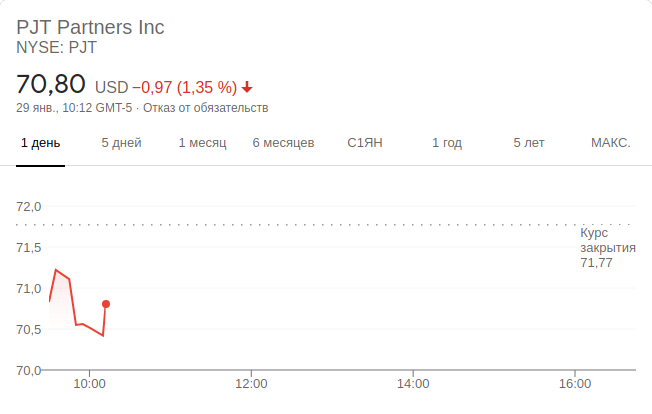 PJT Partners Inc
NYSE: PJT
70,80 USD −0,97 (1,35 %)
29 янв., 10:12 GMT-5 · Отказ от обязательств
1 день 5 дней 1 месяц 6 месяцев С1ЯН 1 год 5 лет МАКС.
72,0
Курс
закрытия
71,5
71,77
71,0
70,5
70,0
10:00 12:00 14:00 16:00